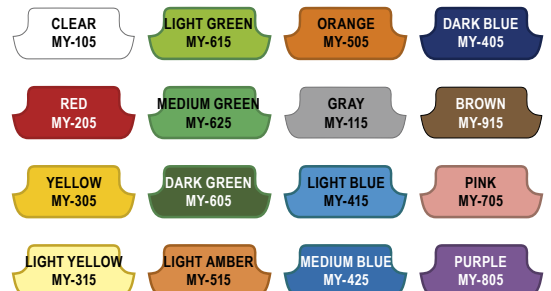 CLEAR
MY-105
LIGHT GREEN
MY-615
ORANGE
MY-505
DARK BLUE
MY-405
RED
MY-205
MEDIUM GREEN
MY-625
GRAY
MY-115
BROWN
MY-915
YELLOW
MY-305
DARK GREEN
MY-605
LIGHT BLUE
MY-415
PINK
MY-705
LIGHT YELLOW
MY-315
LIGHT AMBER
MY-515
MEDIUM BLUE
MY-425
PURPLE
MY-805